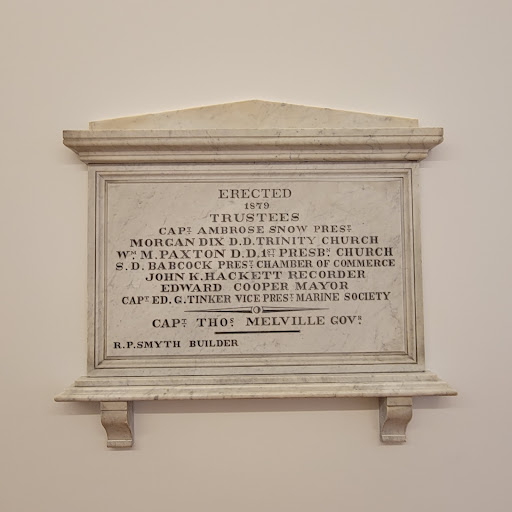 ERECTED
1879
TRUSTEES
CAPT. AMBROSE SNOW PREST.
MORGAN DIX D.D. TRINITY CHURCH
WM. M. PAXTON D.D. 1ST. PRESBN. CHURCH
S. D. BABCOCK PREST. CHAMBER OF COMMERCE
JOHN K. HACKETT RECORDER
EDWARD COOPER MAYOR
CAPT. ED. G. TINKER VICE PREST. MARINE SOCIETY
CAPT. THOS. MELVILLE GOVR.
R.P. SMYTH BUILDER